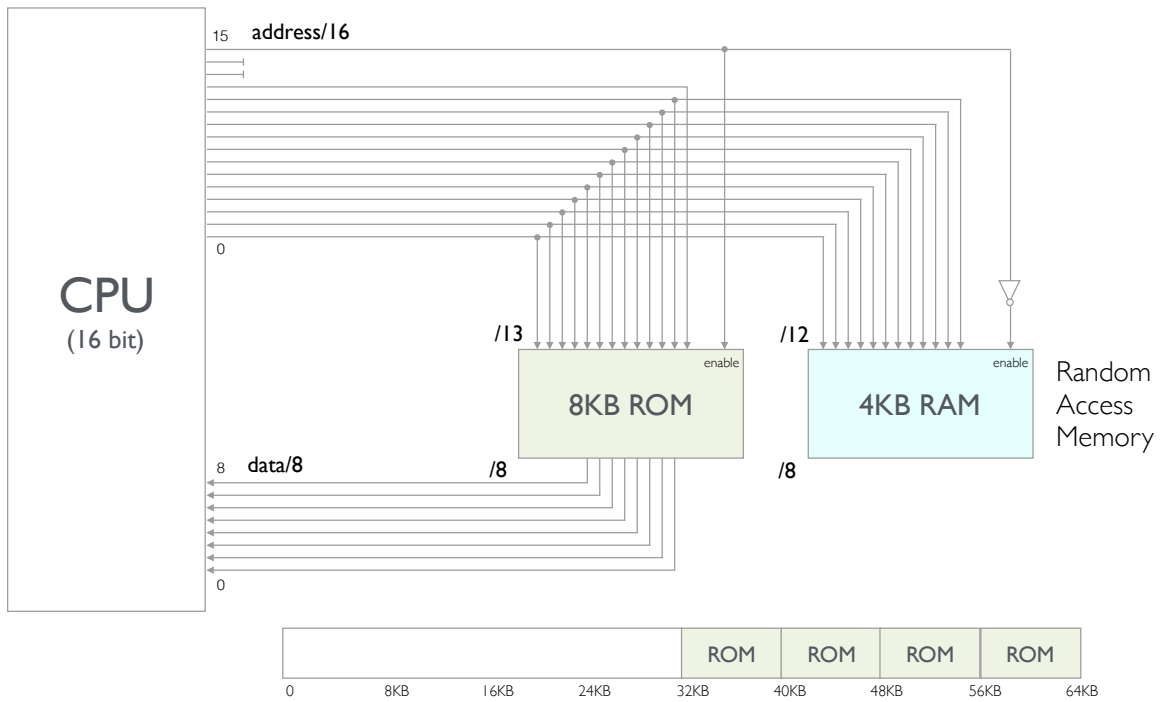 15 address/16
0
CPU
(16 bit)
/13
enable
8KB ROM
/8
/12
enable
4KB RAM
/8
Random
Access
Memory
8 data/8
0
ROM ROM ROM ROM
0 8KB 16KB 24KB 32KB 40KB 48KB 56KB 64KB